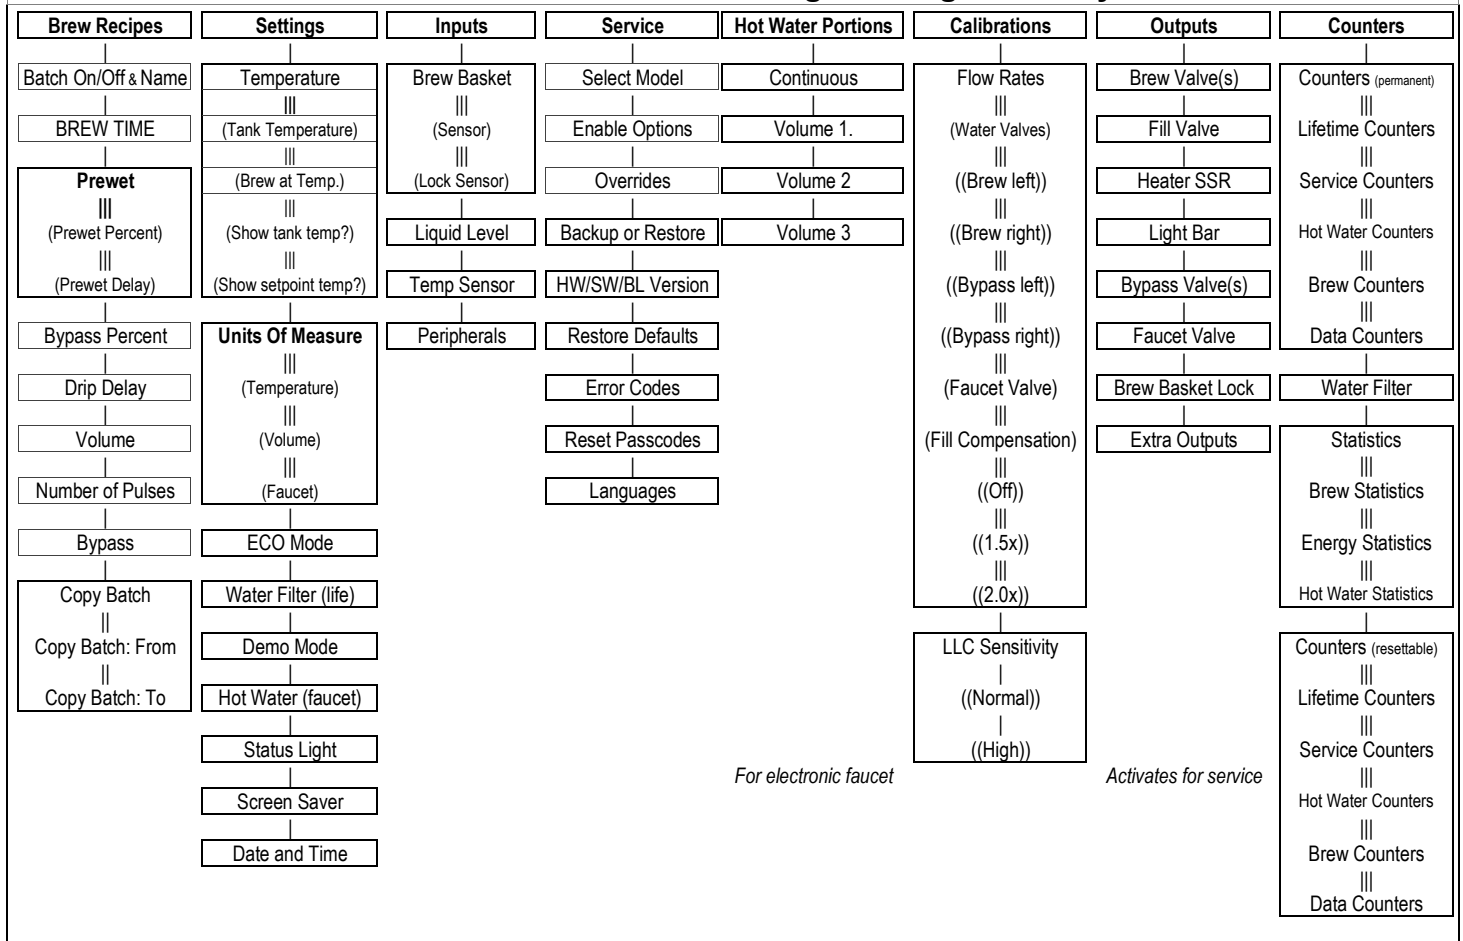 Brew Recipes
Batch On/Off & Name
BREW TIME
Prewet
(Prewet Percent)
(Prewet Delay)
Bypass Percent
Drip Delay
Volume
Number of Pulses
Bypass
Copy Batch
Copy Batch: From
Copy Batch: To
Settings
Temperature
(Tank Temperature)
(Brew at Temp.)
(Show tank temp?)
(Show setpoint temp?)
Units Of Measure
(Temperature)
(Volume)
(Faucet)
ECO Mode
Water Filter (life)
Demo Mode
Hot Water (faucet)
Status Light
Screen Saver
Date and Time
Inputs
Brew Basket
(Sensor)
(Lock Sensor)
Liquid Level
Temp Sensor
Peripherals
Service
Select Model
Enable Options
Overrides
Backup or Restore
HW/SW/BL Version
Restore Defaults
Error Codes
Reset Passcodes
Languages
Hot Water Portions
Continuous
Volume 1.
Volume 2
Volume 3
For electronic faucet
Calibrations
Flow Rates
(Water Valves)
((Brew left))
((Brew right))
((Bypass left))
((Bypass right))
(Faucet Valve)
(Fill Compensation)
((Off))
((1.5x))
((2.0x))
LLC Sensitivity
((Normal))
((High))
Outputs
Brew Valve(s)
Fill Valve
Heater SSR
Light Bar
Bypass Valve(s)
Faucet Valve
Brew Basket Lock
Extra Outputs
Activates for service
Counters
Counters (permanent)
Lifetime Counters
Service Counters
Hot Water Counters
Brew Counters
Data Counters
Water Filter
Statistics
Brew Statistics
Energy Statistics
Hot Water Statistics
Counters (resettable)
Lifetime Counters
Service Counters
Hot Water Counters
Brew Counters
Data Counters